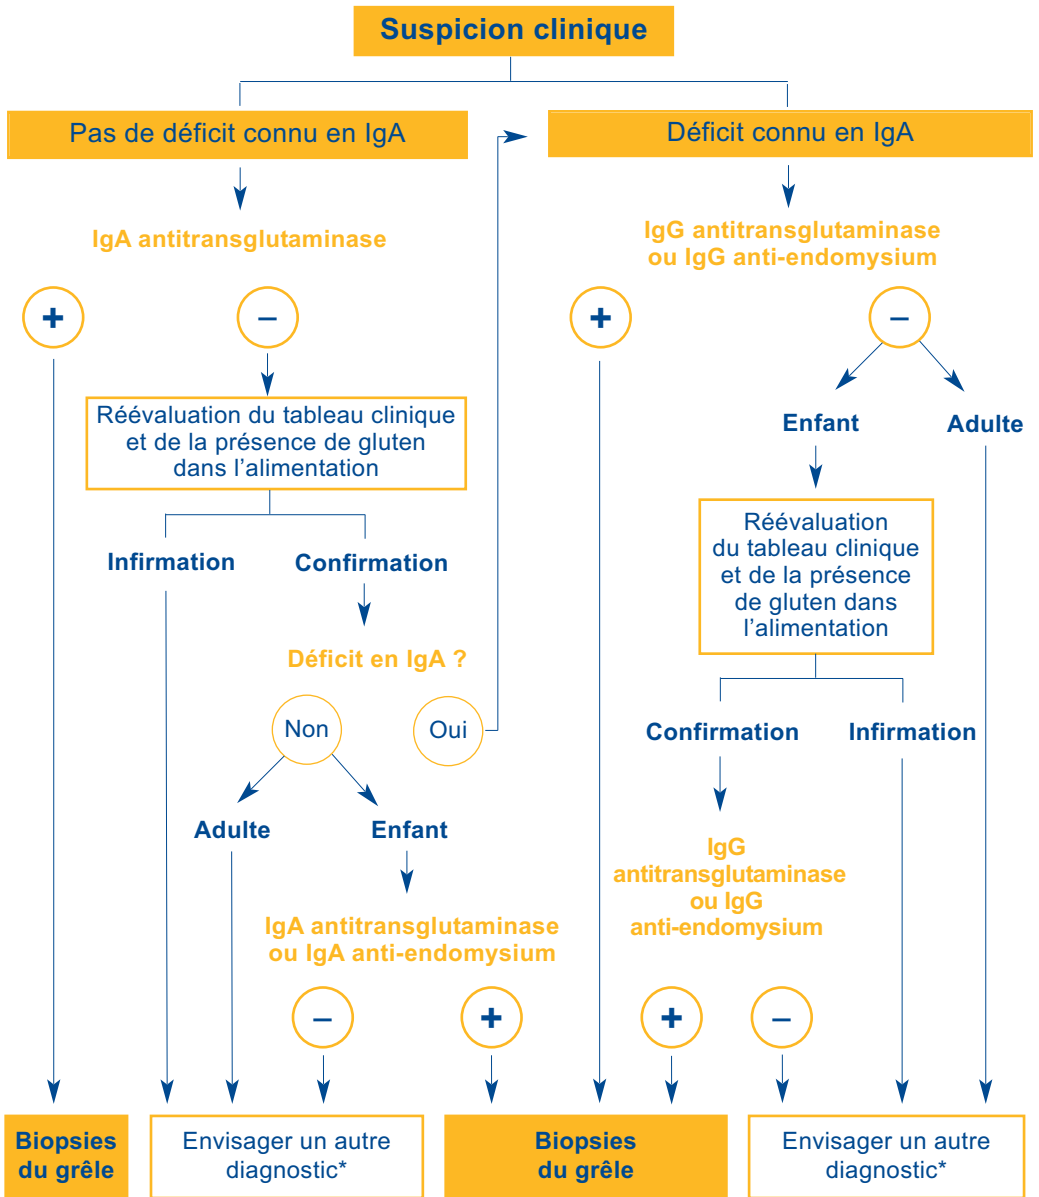 Suspicion clinique
Pas de déficit connu en IgA
Déficit connu en IgA
IgA antitransglutaminase
IgG antitransglutaminase
ou IgG anti-endomysium
+
–
+
–
Réévaluation du tableau clinique
et de la présence de gluten
dans l’alimentation
Enfant
Adulte
Réévaluation
du tableau clinique
et de la présence
de gluten dans
l’alimentation
Infirmation
Confirmation
Déficit en IgA ?
Non
Oui
Confirmation
Infirmation
Adulte
Enfant
IgG
antitransglutaminase
ou IgG
anti-endomysium
IgA antitransglutaminase
ou IgA anti-endomysium
–
+
+
–
Biopsies
du grêle
Envisager un autre
diagnostic*
Biopsies
du grêle
Envisager un autre
diagnostic*